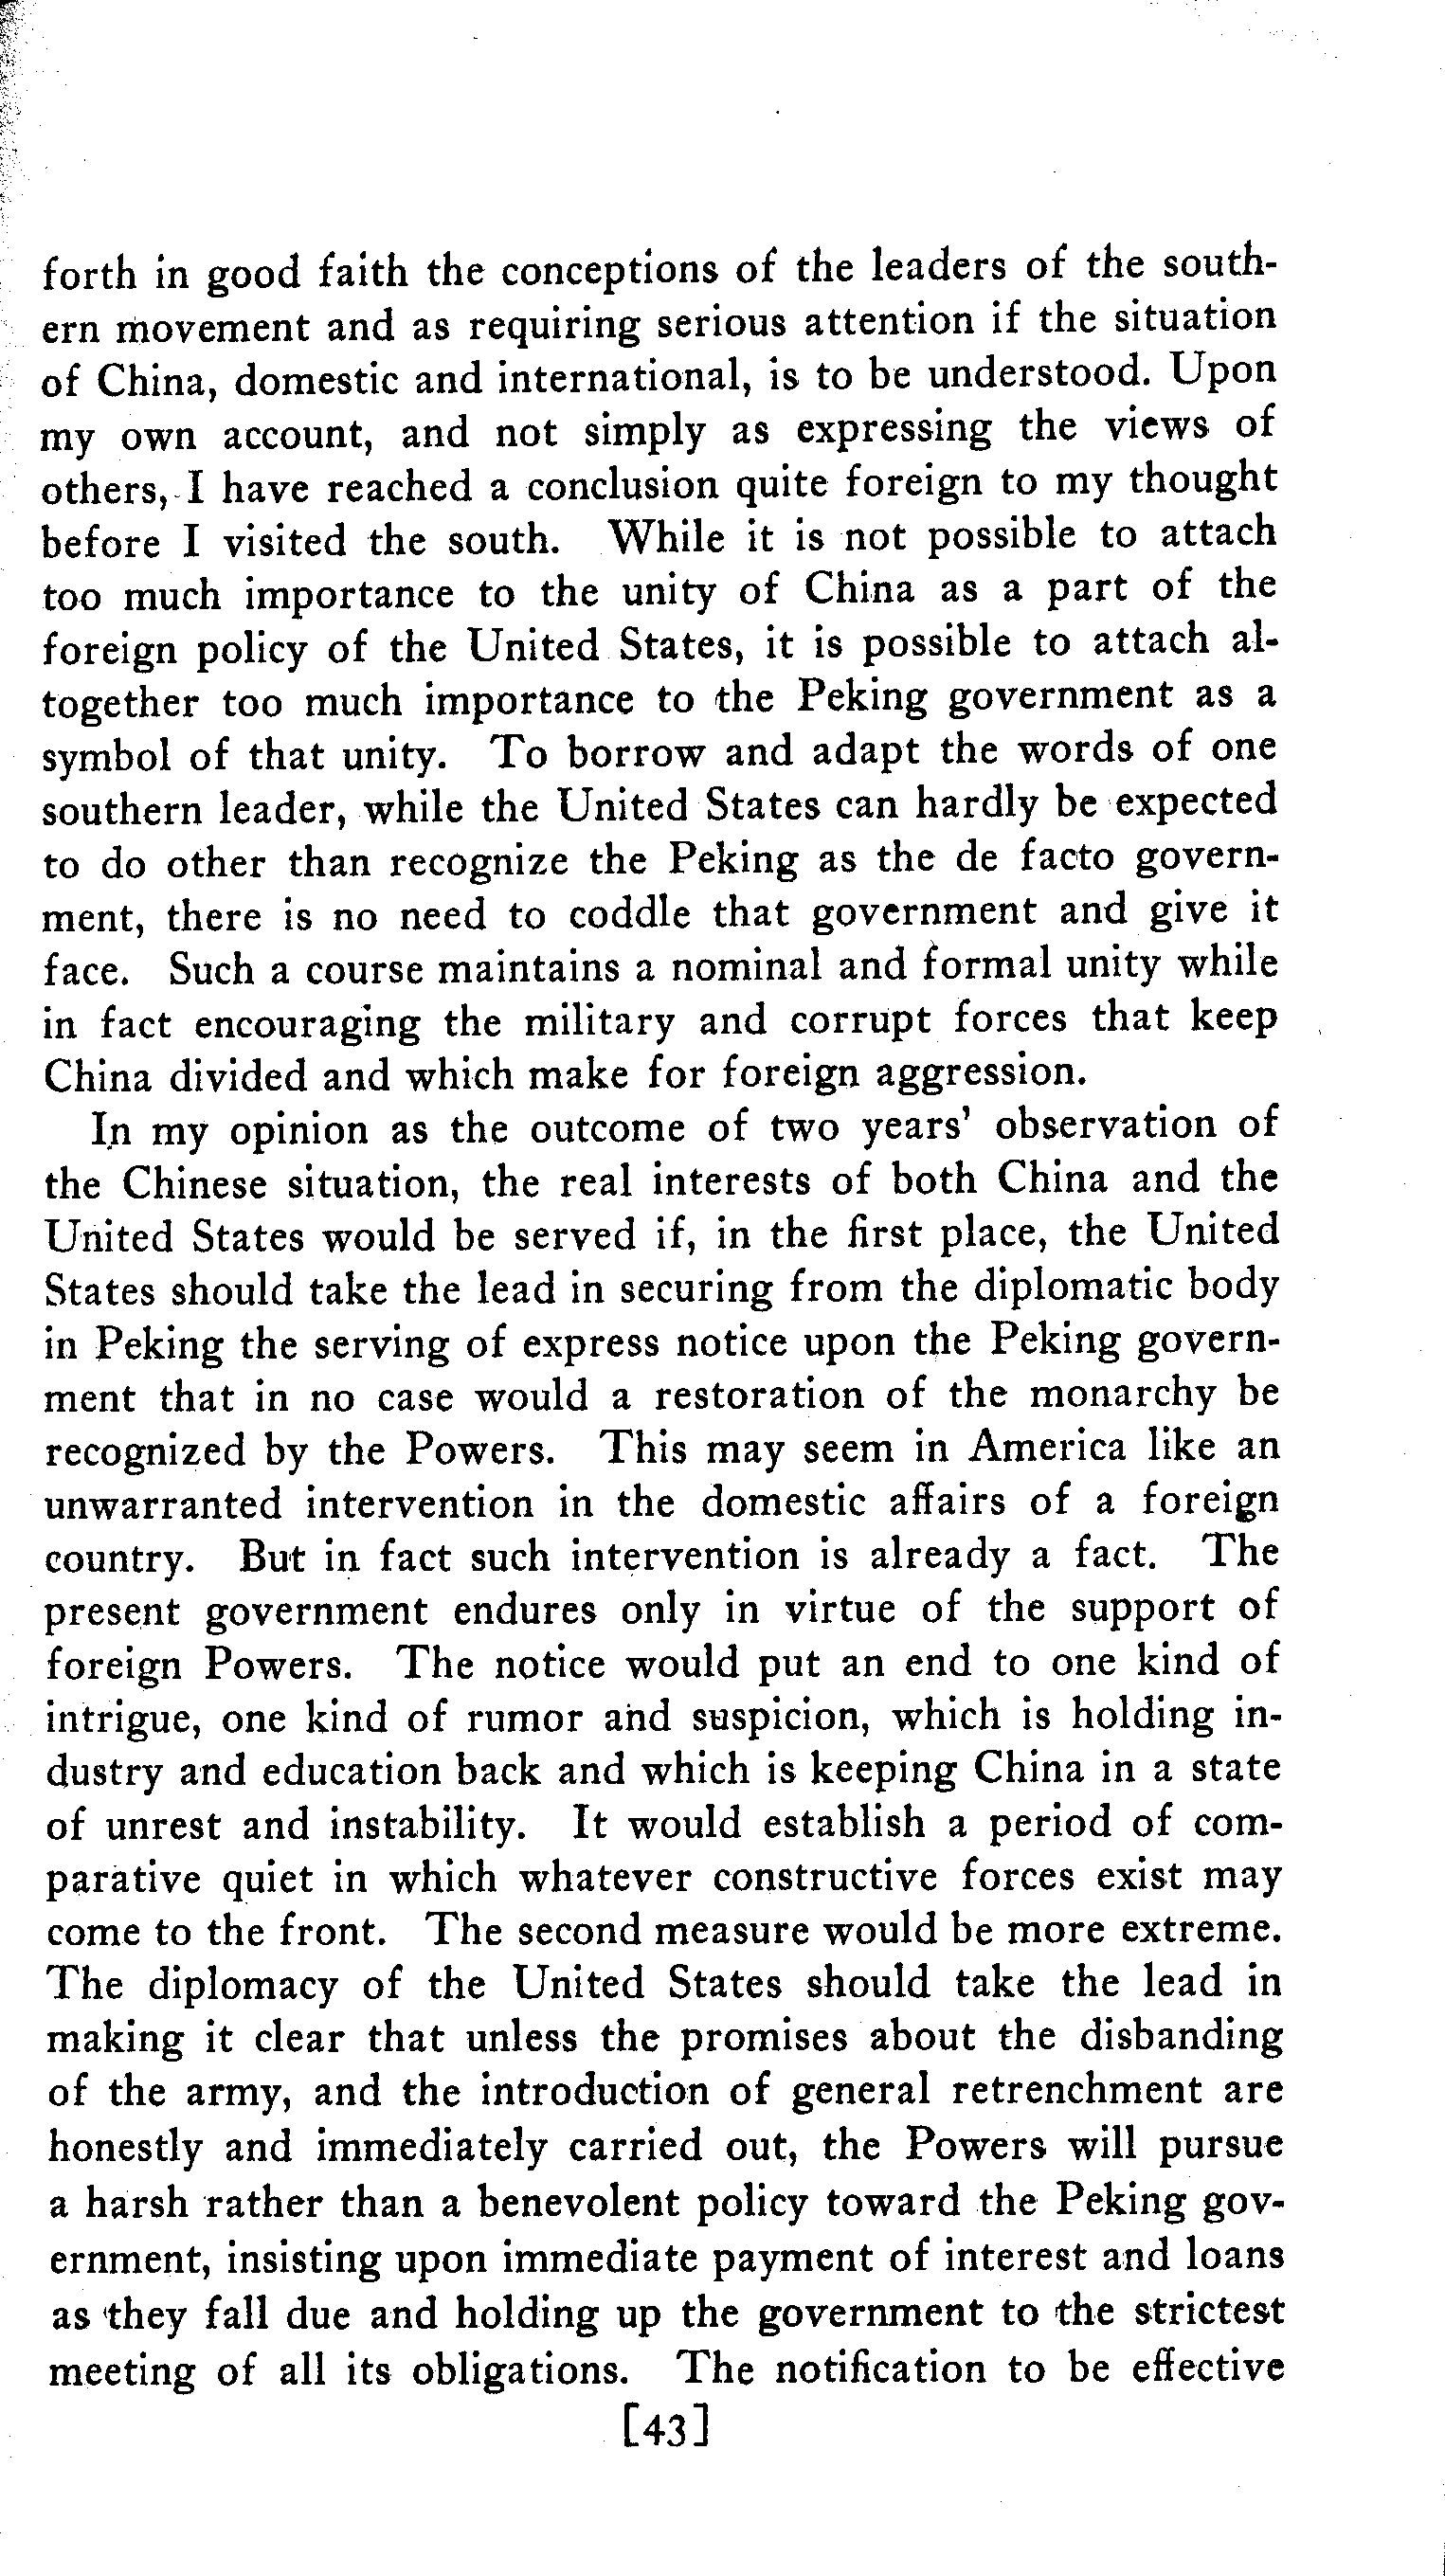 forth in good faith the conceptions of the leaders of the south-
ern movement and as requiring serious attention if the situation
of China, domestic and international, is to be understood. Upon
my own account, and not simply as expressing the views of
others, I have reached a conclusion quite foreign to my thought
before I visited the south. While it is not possible to attach
too much importance to the unity of China as a part of the
foreign policy of the United States, it is possible to attach al-
together too much importance to the Peking government as a
symbol of that unity. To borrow and adapt the words of one
southern leader, while the United States can hardly be expected
to do other than recognize the Peking as the de facto govern-
ment, there is no need to coddle that government and give it
face. Such a course maintains a nominal and formal unity while
in fact encouraging the military and corrupt forces that keep
China divided and which make for foreign aggression.
In my opinion as the outcome of two years' observation of
the Chinese situation, the real interests of both China and the
United States would be served if, in the first place, the United
States should take the lead in securing from the diplomatic body
in Peking the serving of express notice upon the Peking govern-
ment that in no case would a restoration of the monarchy be
recognized by the Powers. This may seem in America like an
unwarranted intervention in the domestic affairs of a foreign
country. But in fact such intervention is already a fact. The
present government endures only in virtue of the support of
foreign Powers. The notice would put an end to one kind of
intrigue, one kind of rumor and suspicion, which is holding in-
dustry and education back and which is keeping China in a state
of unrest and instability. It would establish a period of com-
parative quiet in which whatever constructive forces exist may
come to the front. The second measure would be more extreme.
The diplomacy of the United States should take the lead in
making it clear that unless the promises about the disbanding
of the army, and the introduction of general retrenchment are
honestly and immediately carried out, the Powers will pursue
a harsh rather than a benevolent policy toward the Peking gov-
ernment, insisting upon immediate payment of interest and loans
as they fall due and holding up the government to the strictest
meeting of all its obligations. The notification to be effective
[43]